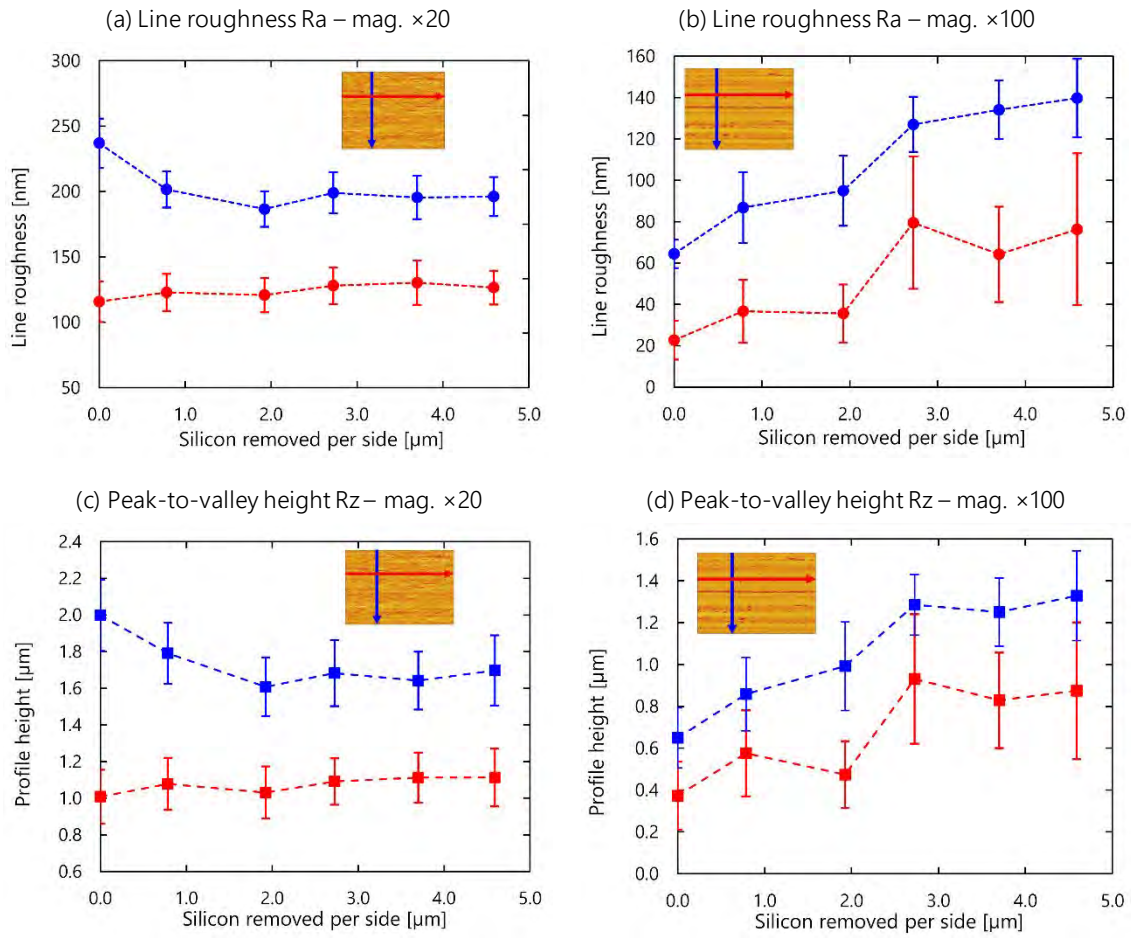 (a) Line roughness Ra – mag. ×20
300
250
200
150
100
50
Line roughness [nm]
0.0 1.0 2.0 3.0 4.0 5.0
Silicon removed per side [µm]
(b) Line roughness Ra – mag. ×100
160
140
120
100
80
60
40
20
0
Line roughness [nm]
0.0 1.0 2.0 3.0 4.0 5.0
Silicon removed per side [µm]
(c) Peak-to-valley height Rz – mag. ×20
2.4
2.2
2.0
1.8
1.6
1.4
1.2
1.0
0.8
0.6
Profile height [µm]
0.0 1.0 2.0 3.0 4.0 5.0
Silicon removed per side [µm]
(d) Peak-to-valley height Rz – mag. ×100
1.6
1.4
1.2
1.0
0.8
0.6
0.4
0.2
0.0
Profile height [µm]
0.0 1.0 2.0 3.0 4.0 5.0
Silicon removed per side [µm]